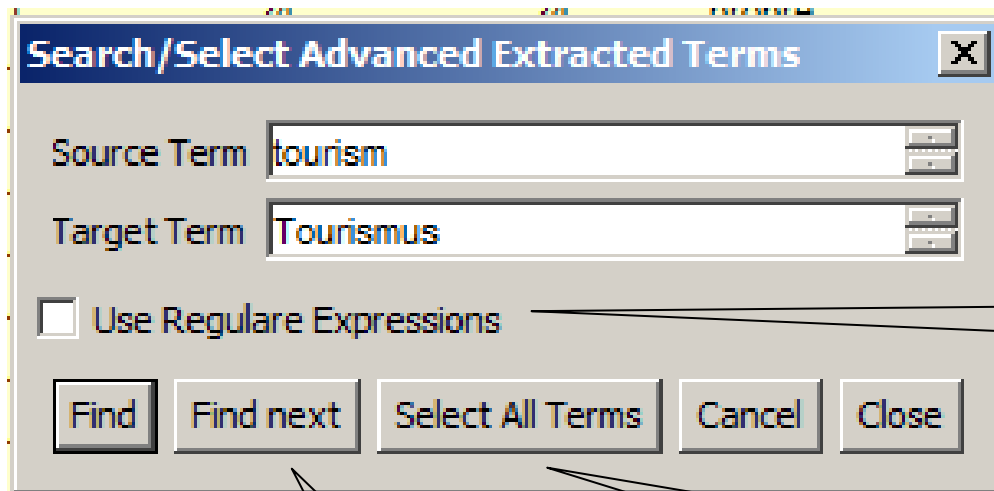 Search/Select Advanced Extracted Terms
Source Term tourism
Target Term Tourismus
Use Regulare Expressions
Find Find next Select All Terms Cancel Close